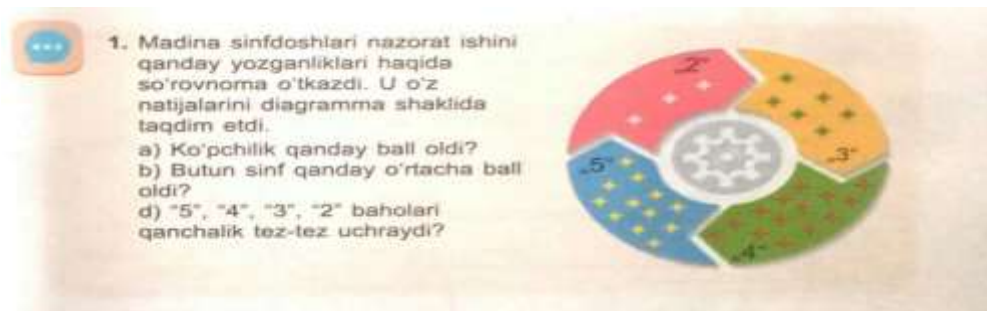 1. Madina sinfdoshlari nazorat ishini
qanday yozganliklari haqida
so'rovnoma o'tkazdi. U o'z
natijalarini diagramma shaklida
taqdim etdi.
a) Ko'pchilik qanday ball oldi?
b) Butun sinf qanday o'rtacha ball
oldi?
d) "5", "4", "3", "2" baholari
qanchalik tez-tez uchraydi?
„2"
„3"
„5"
„4"